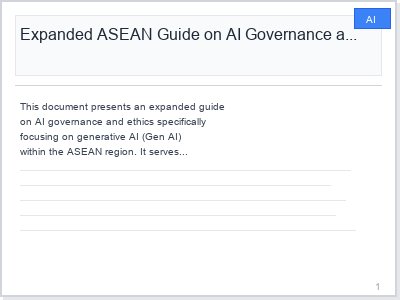 AI
Expanded ASEAN Guide on AI Governance a...
This document presents an expanded guide
on AI governance and ethics specifically
focusing on generative AI (Gen AI)
within the ASEAN region. It serves...
1